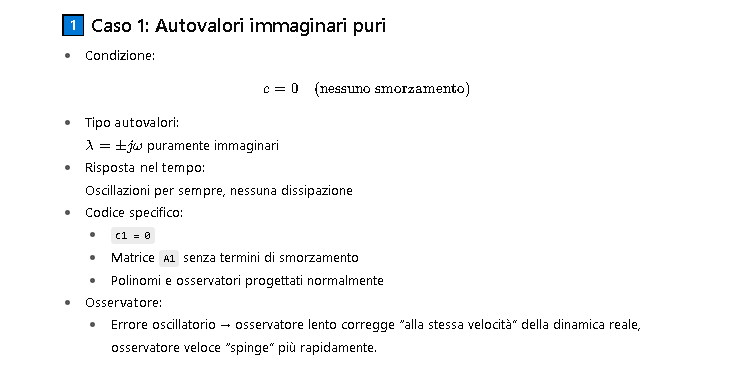 1 Caso 1: Autovalori immaginari puri
• Condizione:
c = 0 (nessuno smorzamento)
• Tipo autovalori:
λ = ±jω puramente immaginari
• Risposta nel tempo:
Oscillazioni per sempre, nessuna dissipazione
• Codice specifico:
• c1 = 0
• Matrice A1 senza termini di smorzamento
• Polinomi e osservatori progettati normalmente
• Osservatore:
• Errore oscillatorio → osservatore lento corregge “alla stessa velocità” della dinamica reale,
osservatore veloce “spinge” più rapidamente.